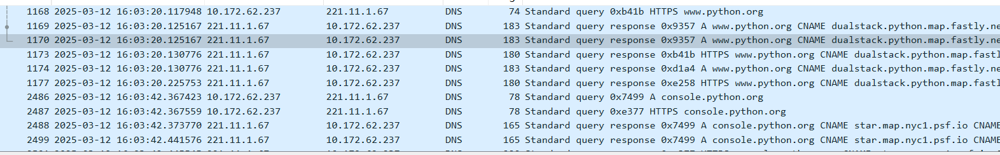 1168 2025-03-12 16:03:20.117948 10.172.62.237 221.11.1.67 DNS 74 Standard query 0xb41b HTTPS www.python.org
1169 2025-03-12 16:03:20.125167 221.11.1.67 10.172.62.237 DNS 183 Standard query response 0x9357 A www.python.org CNAME dualstack.python.map.fastly.ne
1170 2025-03-12 16:03:20.125167 221.11.1.67 10.172.62.237 DNS 183 Standard query response 0x9357 A www.python.org CNAME dualstack.python.map.fastly.ne
1173 2025-03-12 16:03:20.130776 221.11.1.67 10.172.62.237 DNS 180 Standard query response 0xb41b HTTPS www.python.org CNAME dualstack.python.map.fastl
1174 2025-03-12 16:03:20.130776 221.11.1.67 10.172.62.237 DNS 183 Standard query response 0xd1a4 A www.python.org CNAME dualstack.python.map.fastly.ne
1177 2025-03-12 16:03:20.225753 221.11.1.67 10.172.62.237 DNS 180 Standard query response 0xe258 HTTPS www.python.org CNAME dualstack.python.map.fastl
2486 2025-03-12 16:03:42.367423 10.172.62.237 221.11.1.67 DNS 78 Standard query 0x7499 A console.python.org
2487 2025-03-12 16:03:42.367559 10.172.62.237 221.11.1.67 DNS 78 Standard query 0xe377 HTTPS console.python.org
2488 2025-03-12 16:03:42.373770 221.11.1.67 10.172.62.237 DNS 165 Standard query response 0x7499 A console.python.org CNAME star.map.nyc1.psf.io CNAM
2499 2025-03-12 16:03:42.441576 221.11.1.67 10.172.62.237 DNS 165 Standard query response 0x7499 A console.python.org CNAME star.map.nyc1.psf.io CNAM